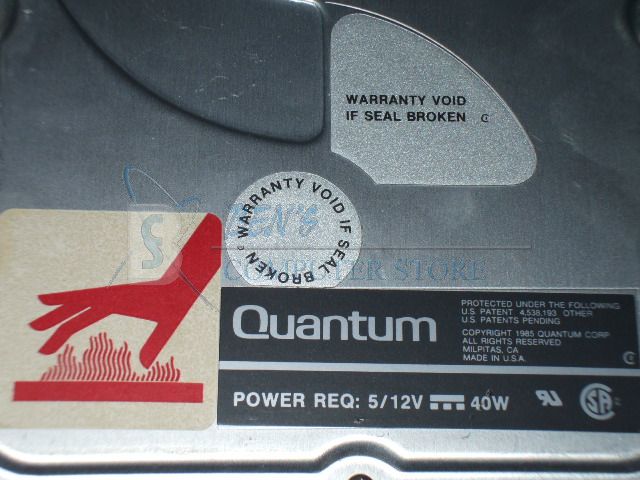 WARRANTY VOID
IF SEAL BROKEN
WARRANTY VOID IF SEAL BROKEN
BEN'S
COMPUTER STORE
Quantum
PROTECTED UNDER THE FOLLOWING
U.S. PATENT 4,538,193 OTHER
U.S. PATENTS PENDING
COPYRIGHT 1985 QUANTUM CORP
ALL RIGHTS RESERVED
MILPITAS, CA
MADE IN U.S.A.
POWER REQ: 5/12V 40W